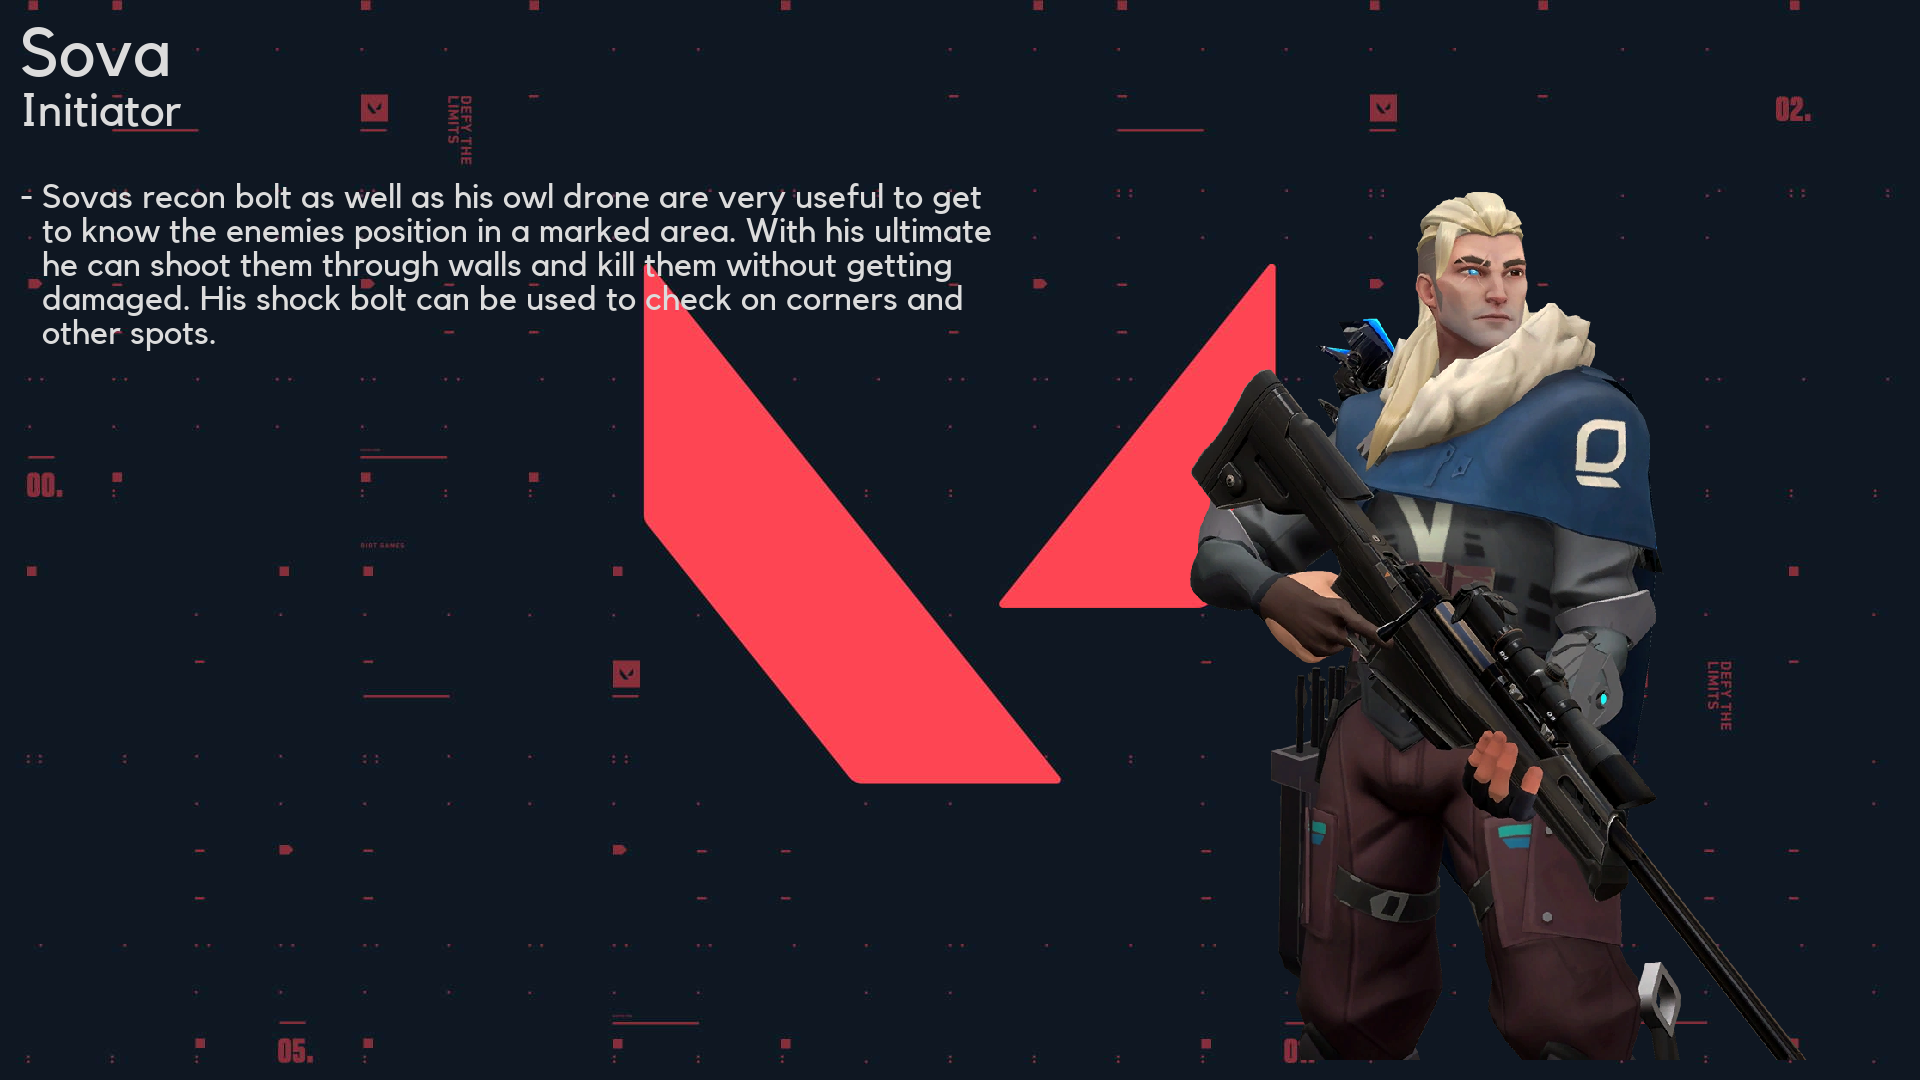 Sova
Initiator
DEFY THE
LIMITS
02.
- Sovas recon bolt as well as his owl drone are very useful to get
to know the enemies position in a marked area. With his ultimate
he can shoot them through walls and kill them without getting
damaged. His shock bolt can be used to check on corners and
other spots.
00.
RIOT GAMES
DEFY THE
LIMITS
05.